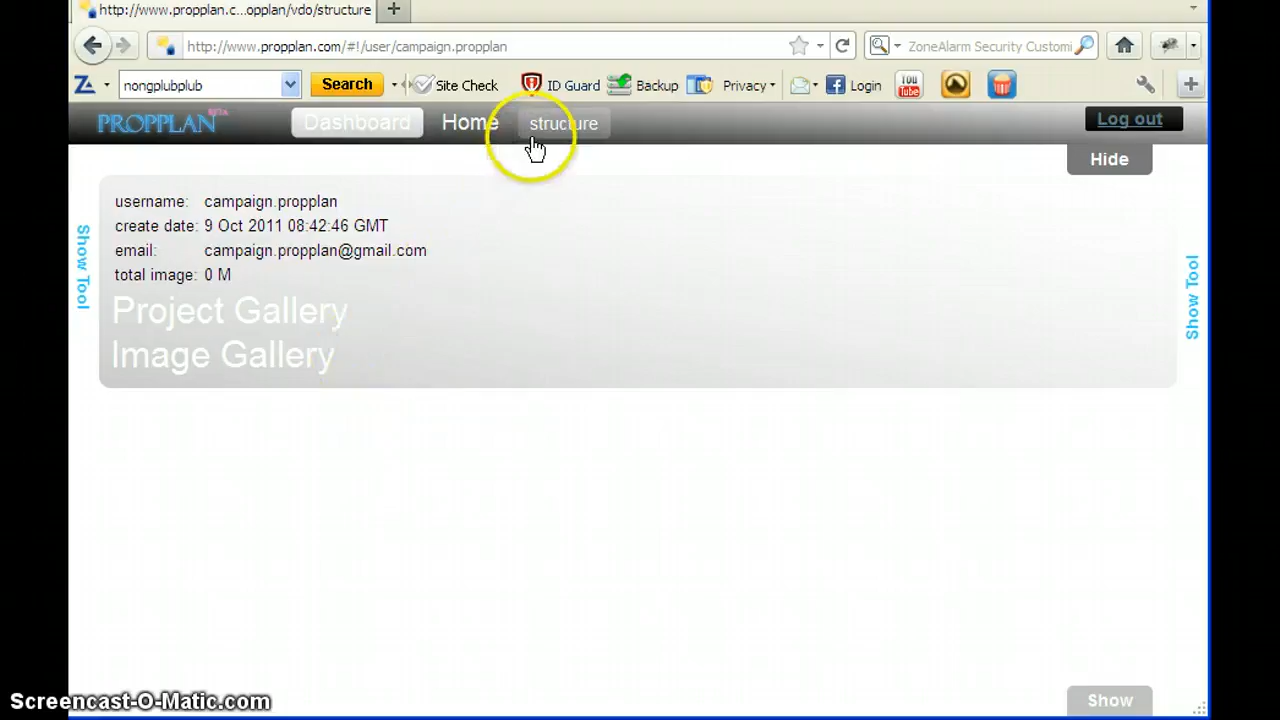 http://www.propplan.c...opplan/vdo/structure
http://www.propplan.com/#!/user/campaign.propplan
ZoneAlarm Security Customi
nongplubplub
Search
Site Check
ID Guard
Backup
Privacy
Login
You Tube
PROPPLAN BETA
Dashboard
Home
structure
Log out
Hide
username: campaign.propplan
create date: 9 Oct 2011 08:42:46 GMT
email: campaign.propplan@gmail.com
total image: 0 M
Project Gallery
Image Gallery
Show Tool
Show Tool
Show
Screencast-O-Matic.com